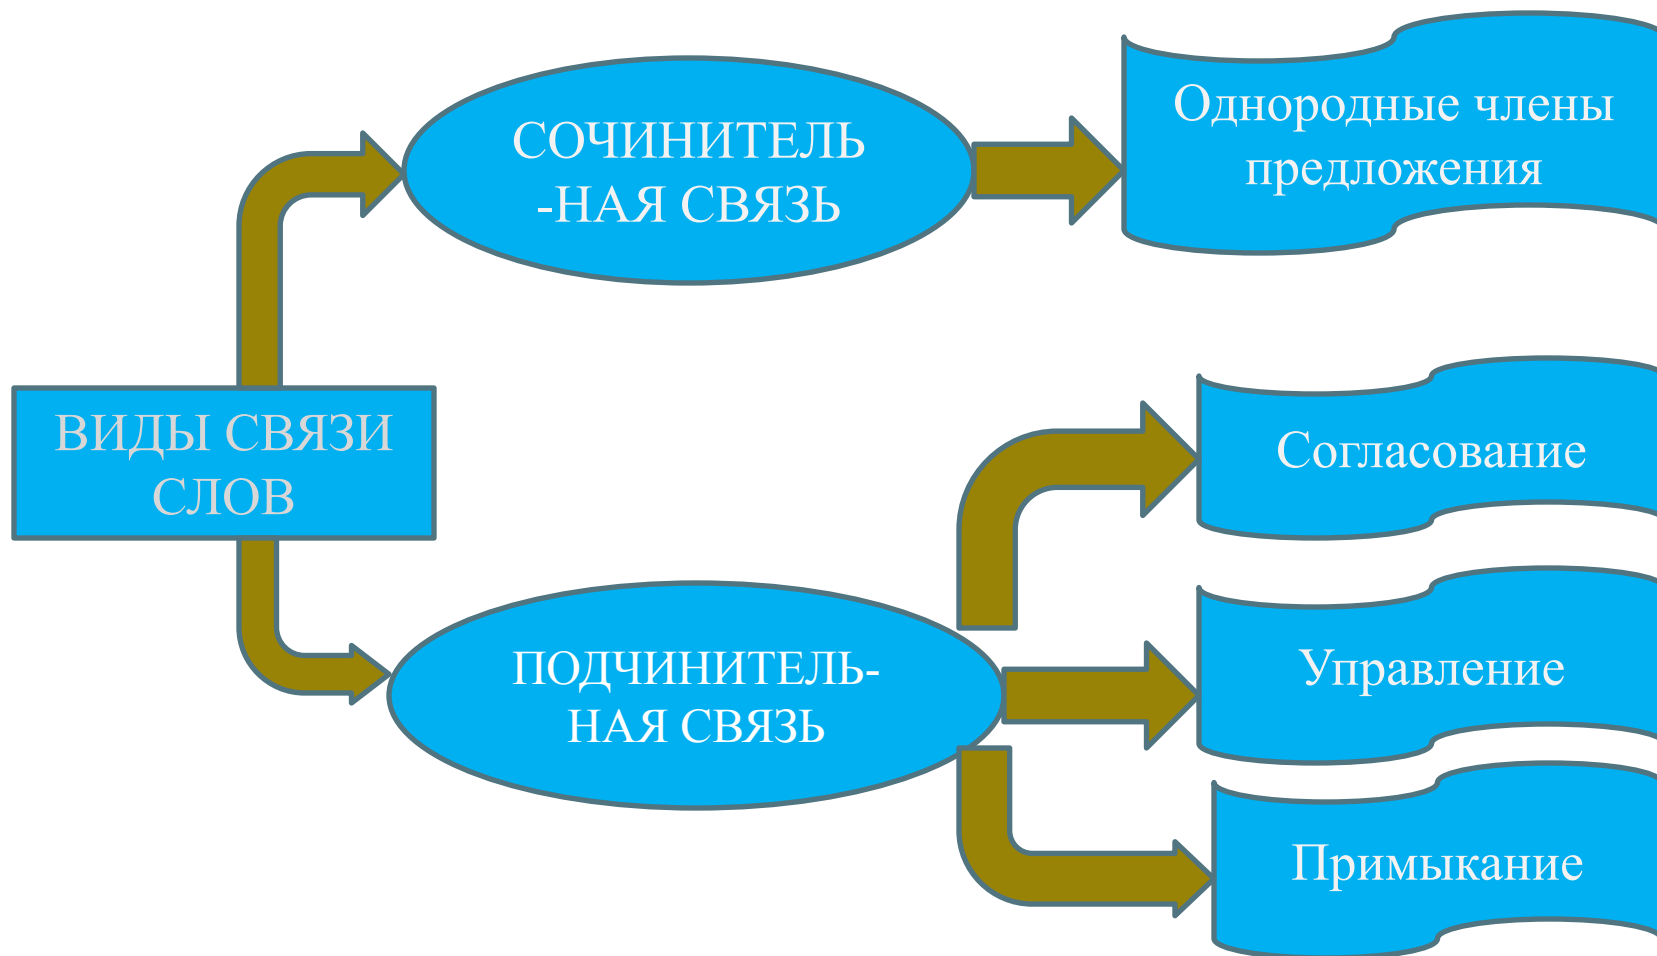 СОЧИНИТЕЛЬ
-НАЯ СВЯЗЬ
Однородные члены
предложения
ВИДЫ СВЯЗИ
СЛОВ
ПОДЧИНИТЕЛЬ-
НАЯ СВЯЗЬ
Согласование
Управление
Примыкание